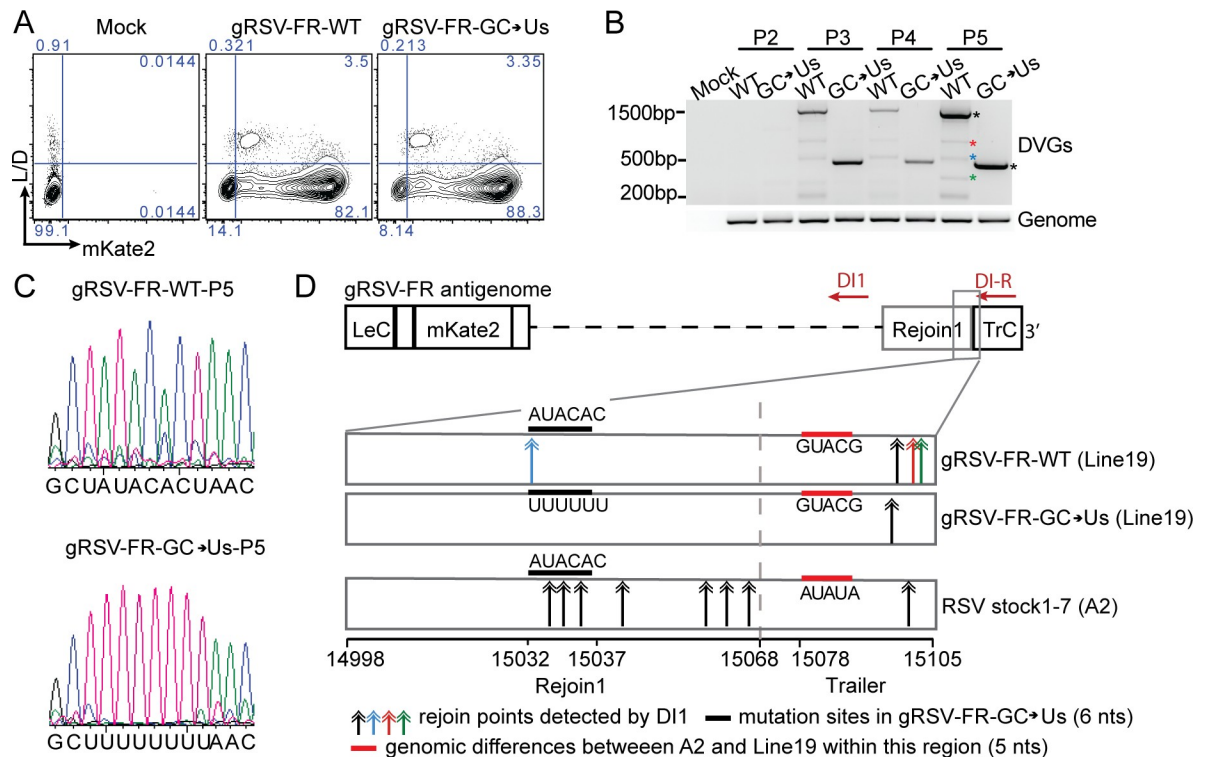 A
Mock
gRSV-FR-WT
gRSV-FR-GC→Us
0.91
0.0144
0.321
3.5
0.213
3.35
L/D
99.1
0.0144
14.1
82.1
8.14
88.3
mKate2
B
P2 P3 P4 P5
Mock WT GC→Us WT GC→Us WT GC→Us WT GC→Us
1500bp
500bp
200bp
* * * * *
DVGs
Genome
C
gRSV-FR-WT-P5
GCUAUACACUAAC
gRSV-FR-GC→Us-P5
GCUUUUUUUUAAC
D
gRSV-FR antigenome
DI1
DI-R
LeC mKate2 Rejoin1 TrC 3’
AUACAC
GUACG
gRSV-FR-WT (Line19)
UUUUUU
GUACG
gRSV-FR-GC→Us (Line19)
AUACAC
AUAUA
RSV stock1-7 (A2)
14998 15032 15037 15068 15078 15105
Rejoin1 Trailer
rejoin points detected by DI1 mutation sites in gRSV-FR-GC→Us (6 nts)
genomic differences betweeen A2 and Line19 within this region (5 nts)